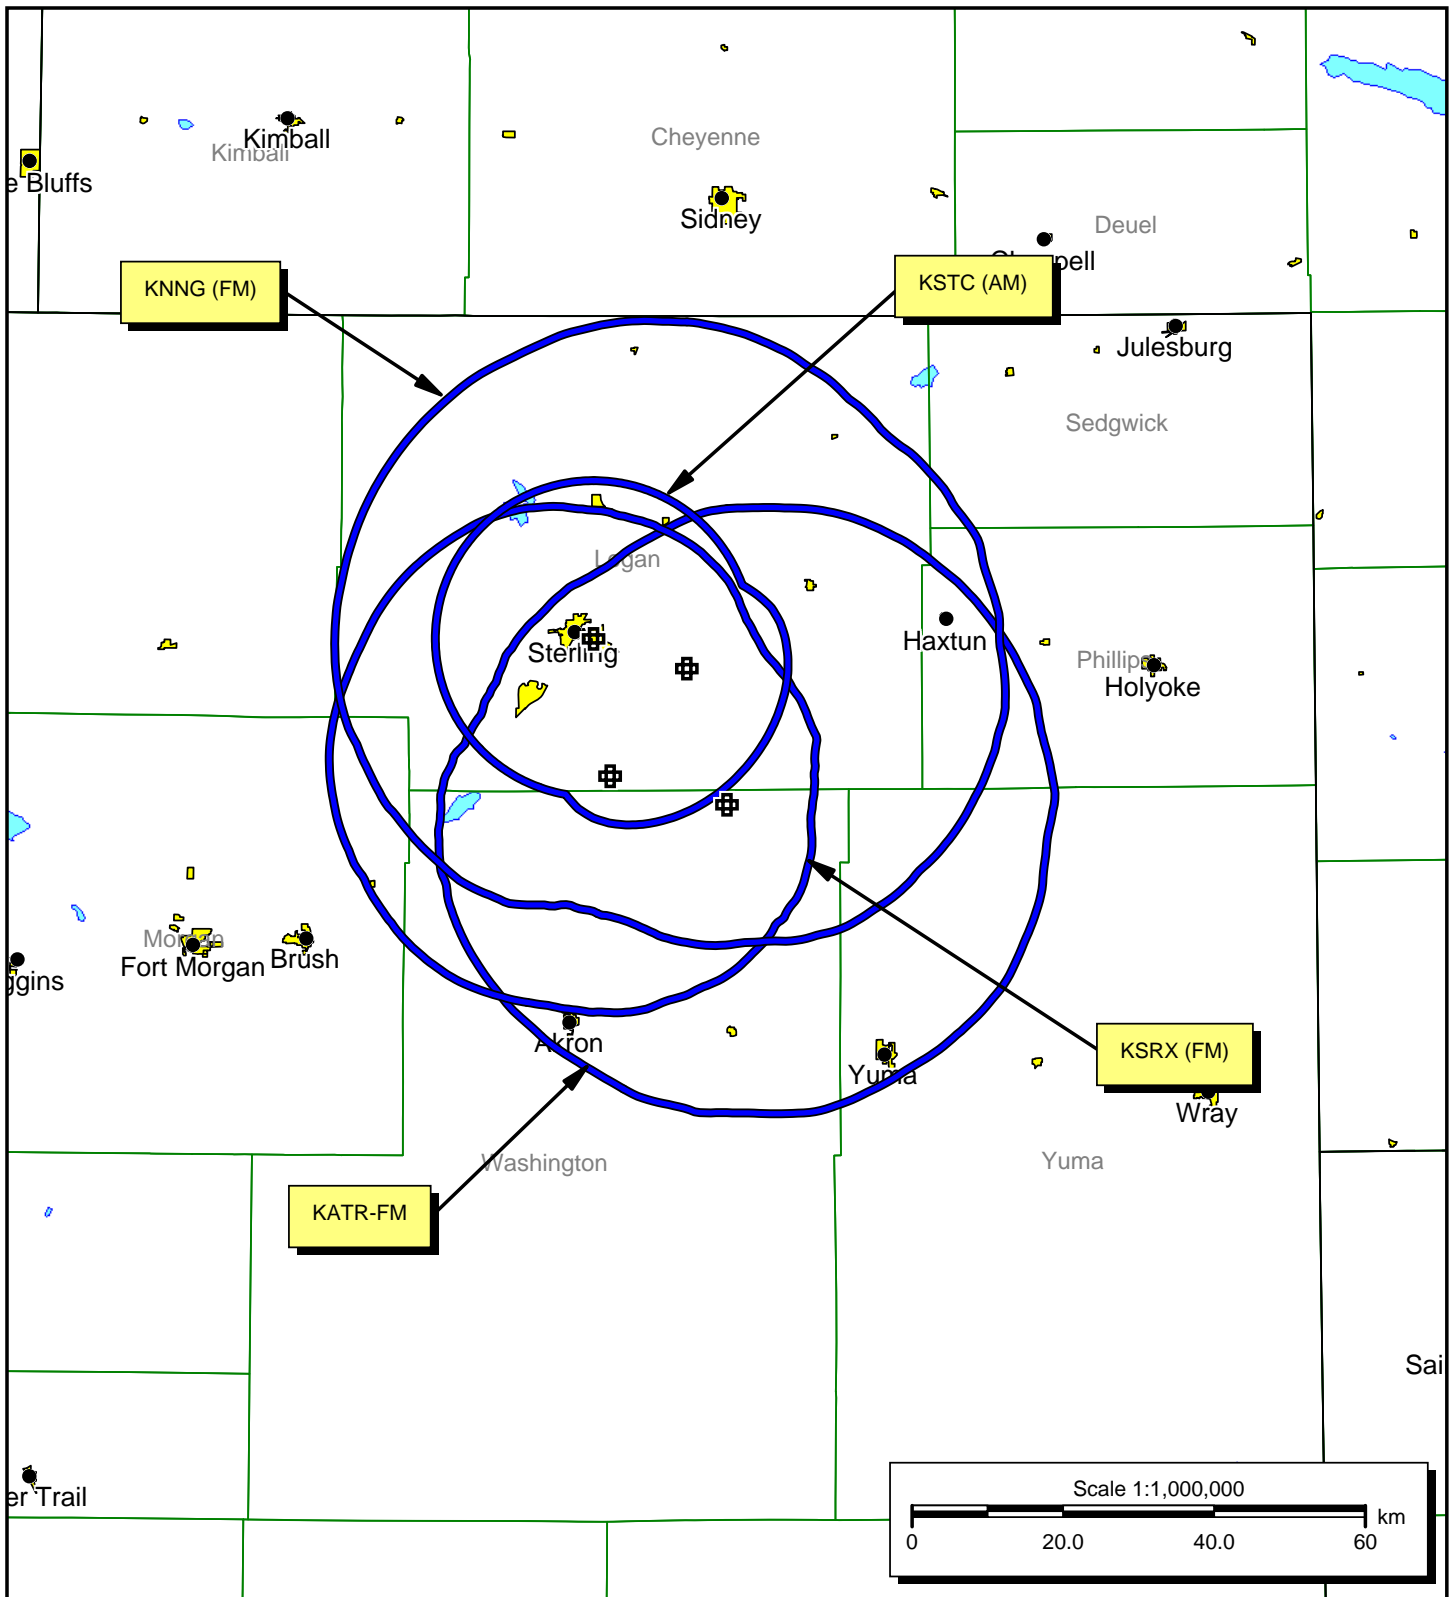 Kimball
Kimball
Cheyenne
e Bluffs
Sidney
Deuel
pell
KNNG (FM)
KSTC (AM)
Julesburg
Sedgwick
Logan
Haxtun
Sterling
Phillips
Holyoke
Morgan
Fort Morgan
Brush
ggins
Akron
Yuma
KSRX (FM)
Wray
Washington
Yuma
KATR-FM
Sai
er Trail
Scale 1:1,000,000
km
0 20.0 40.0 60